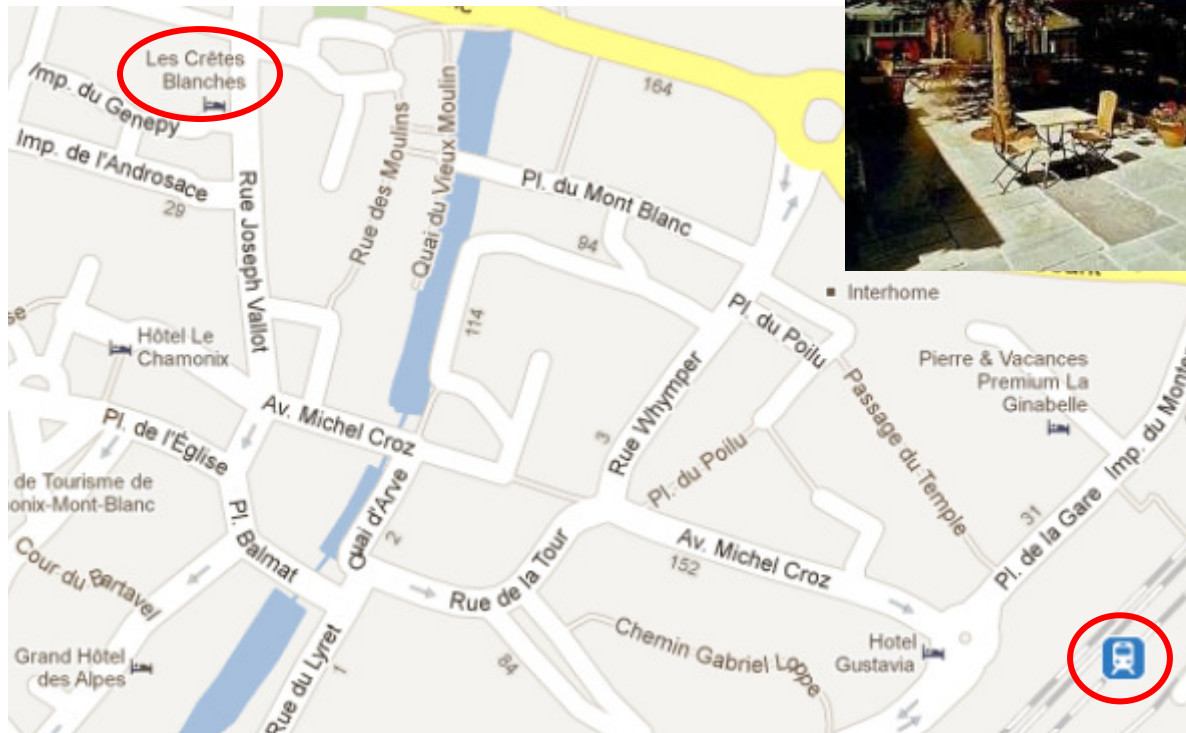 Les Crêtes
Blanches
Imp. du Genepy
Imp. de l'Androsace
29
Rue Joseph Vallot
Rue des Moulins
Quai du Vieux Moulin
164
Pl. du Mont Blanc
94
114
Interhome
Hôtel Le
Chamonix
Pl. du Poilu
Pierre & Vacances
Premium La
Ginabelle
Av. Michel Croz
Rue Whymper
3
Passage du Temple
Pl. de l'Église
Pl. du Poilu
de Tourisme de
onix-Mont-Blanc
Quai d'Arve
2
31
Pl. de la Gare
Imp. du Monte
Pl. Balmat
Av. Michel Croz
152
Cour du Bartavel
Rue de la Tour
Chemin Gabriel Loppe
Hotel
Gustavia
Grand Hôtel
des Alpes
Rue du Lyret
1
84